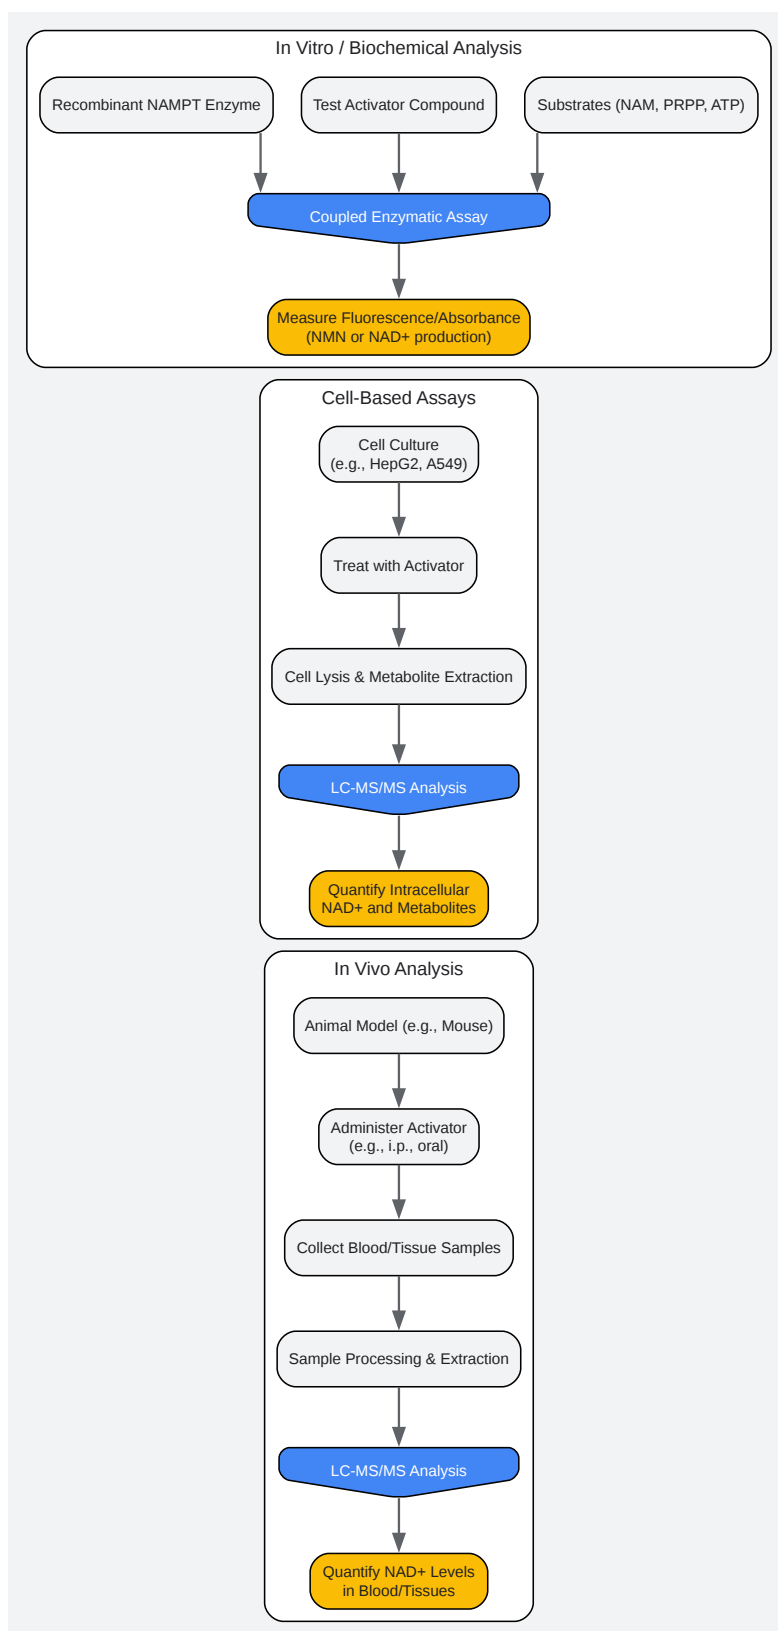 In Vitro / Biochemical Analysis
Recombinant NAMPT Enzyme
Test Activator Compound
Substrates (NAM, PRPP, ATP)
Coupled Enzymatic Assay
Measure Fluorescence/Absorbance
(NMN or NAD+ production)
Cell-Based Assays
Cell Culture
(e.g., HepG2, A549)
Treat with Activator
Cell Lysis & Metabolite Extraction
LC-MS/MS Analysis
Quantify Intracellular
NAD+ and Metabolites
In Vivo Analysis
Animal Model (e.g., Mouse)
Administer Activator
(e.g., i.p., oral)
Collect Blood/Tissue Samples
Sample Processing & Extraction
LC-MS/MS Analysis
Quantify NAD+ Levels
in Blood/Tissues